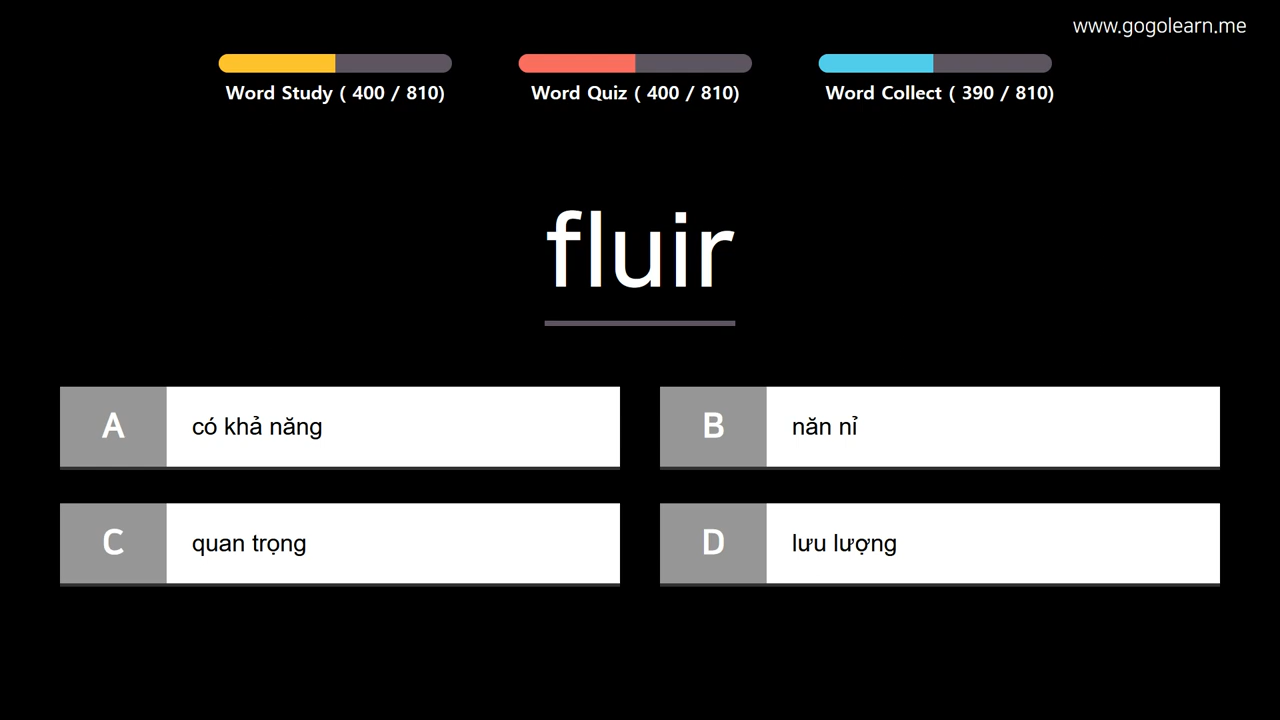 www.gogolearn.me
Word Study ( 400 / 810)
Word Quiz ( 400 / 810)
Word Collect ( 390 / 810)
fluir
A
có khả năng
B
năn nỉ
C
quan trọng
D
lưu lượng